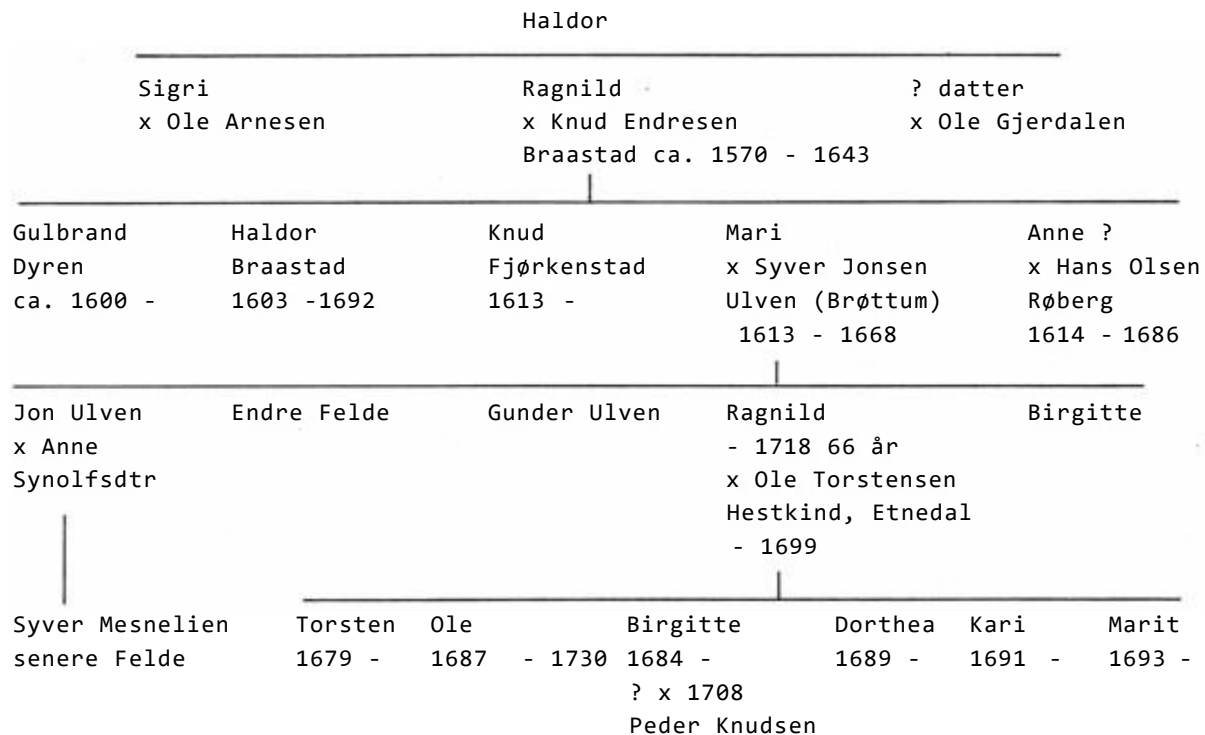 Haldor
Sigri Ragnild ? datter
x Ole Arnesen x Knud Endresen x Ole Gjerdalen
Braastad ca. 1570 - 1643
Gulbrand Haldor Knud Mari Anne ?
Dyren Braastad Fjørkenstad x Syver Jonsen x Hans Olsen
ca. 1600 - 1603 -1692 1613 - Ulven (Brøttum) Røberg
1613 - 1668 1614 - 1686
Jon Ulven Endre Felde Gunder Ulven Ragnild Birgitte
x Anne - 1718 66 år
Synolfsdtr x Ole Torstensen
Hestkind, Etnedal
- 1699
Syver Mesnelien Torsten Ole Birgitte Dorthea Kari Marit
senere Felde 1679 - 1687 - 1730 1684 - 1689 - 1691 - 1693 -
? x 1708
Peder Knudsen